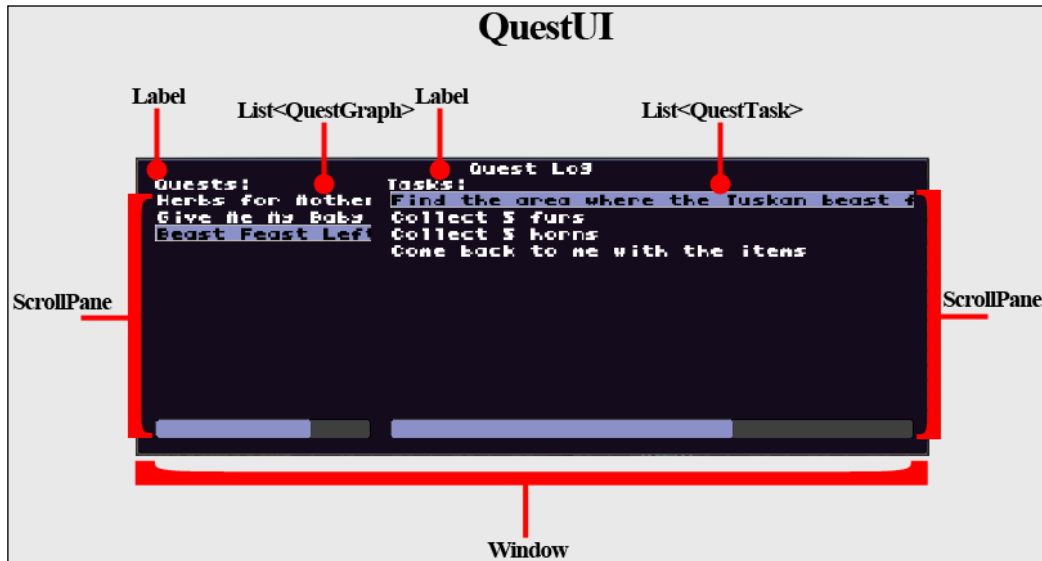 QuestUI
Label
List<QuestGraph>
Label
List<QuestTask>
Quest Log
Quests:
Tasks:
Herbs for Mother
Find the area where the Tuskan beast f
Give Me My Baby
Collect 5 furs
Beast Feast Left
Collect 5 horns
Come back to me with the items
ScrollPane
ScrollPane
Window